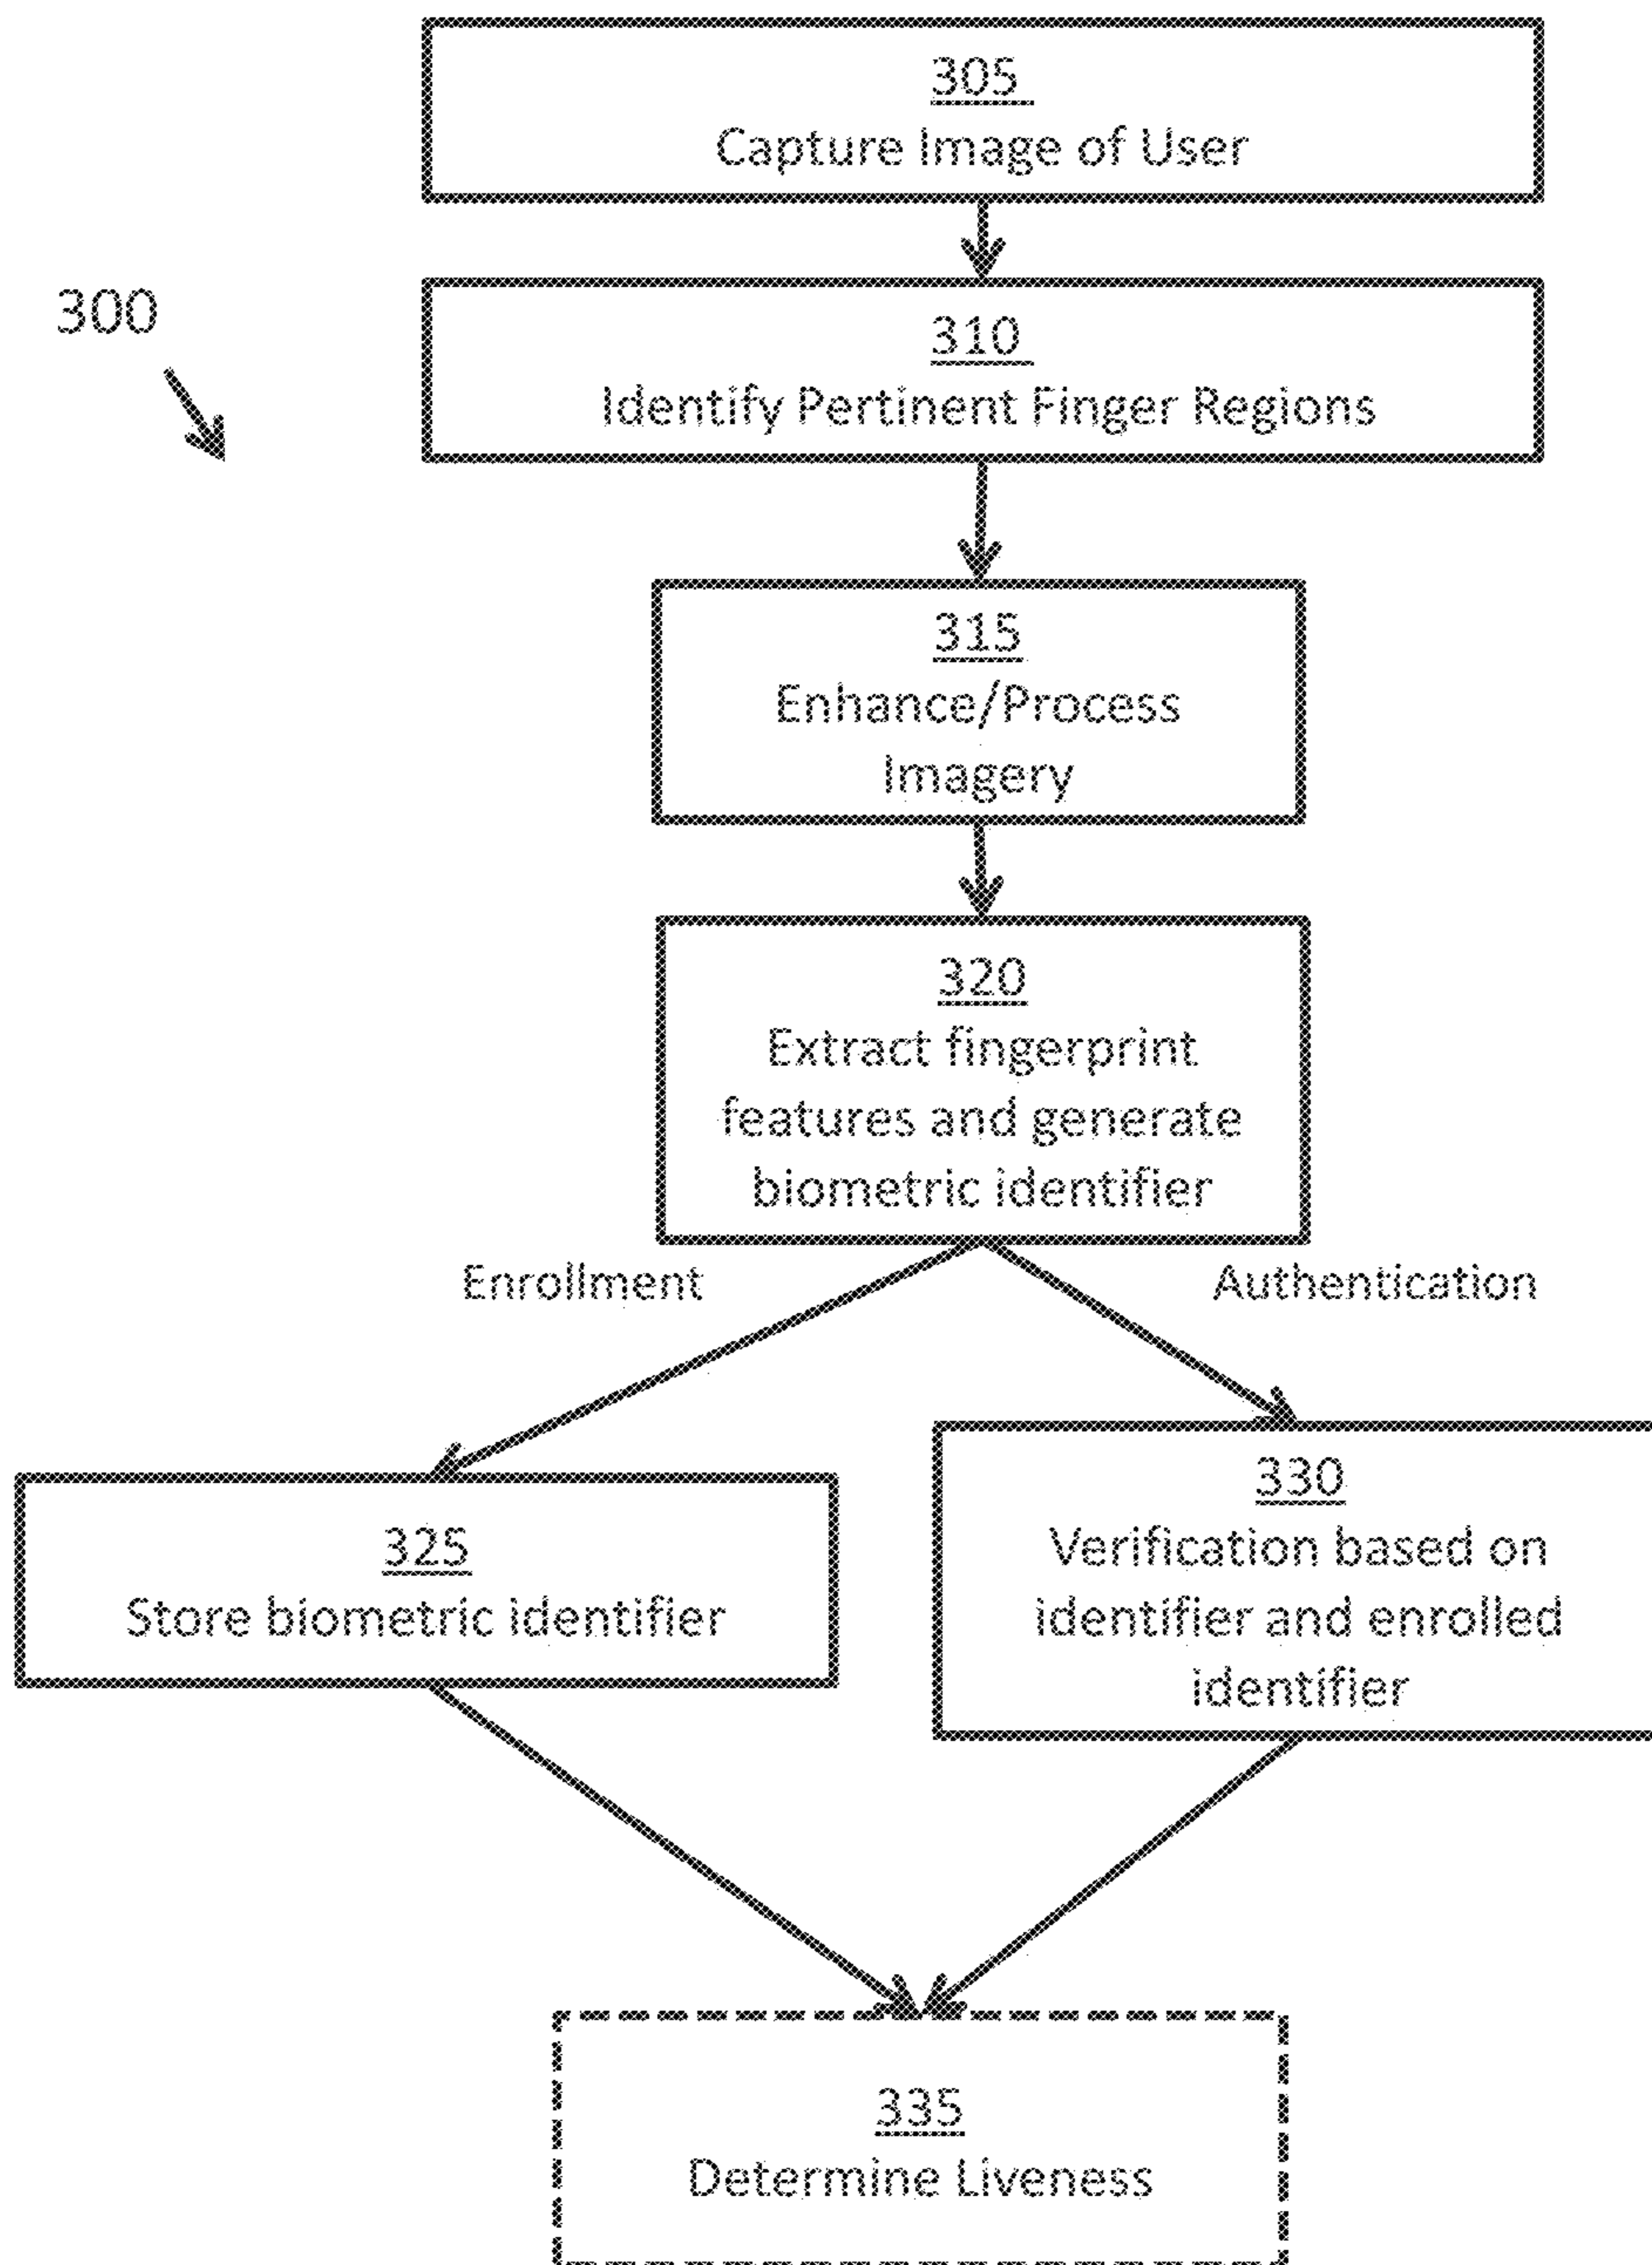 305
Capture Image of User
300
310
Identify Pertinent Finger Regions
315
Enhance/Process
Imagery
320
Extract fingerprint
features and generate
biometric identifier
Enrollment
Authentication
325
Store biometric identifier
330
Verification based on
identifier and enrolled
identifier
335
Determine Liveness